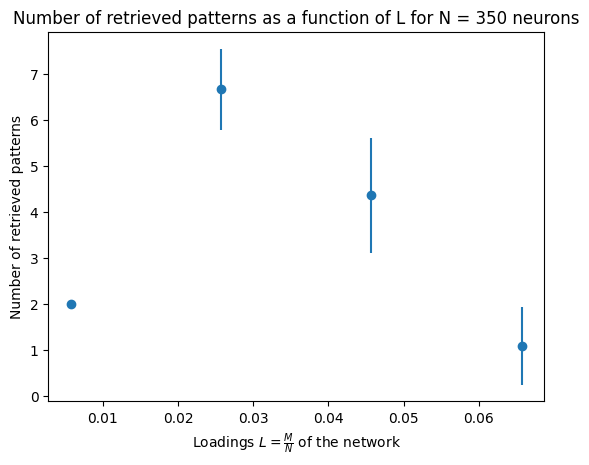 Number of retrieved patterns as a function of L for N = 350 neurons
Number of retrieved patterns
7
6
5
4
3
2
1
0
0.01 0.02 0.03 0.04 0.05 0.06
Loadings $L = \frac{M}{N}$ of the network